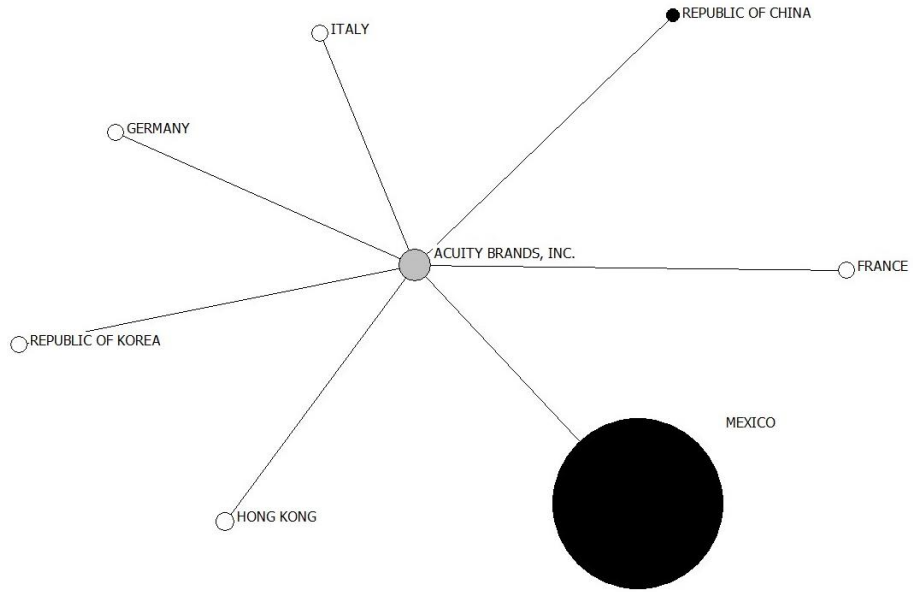 REPUBLIC OF CHINA
ITALY
GERMANY
ACUITY BRANDS, INC.
FRANCE
REPUBLIC OF KOREA
MEXICO
HONG KONG